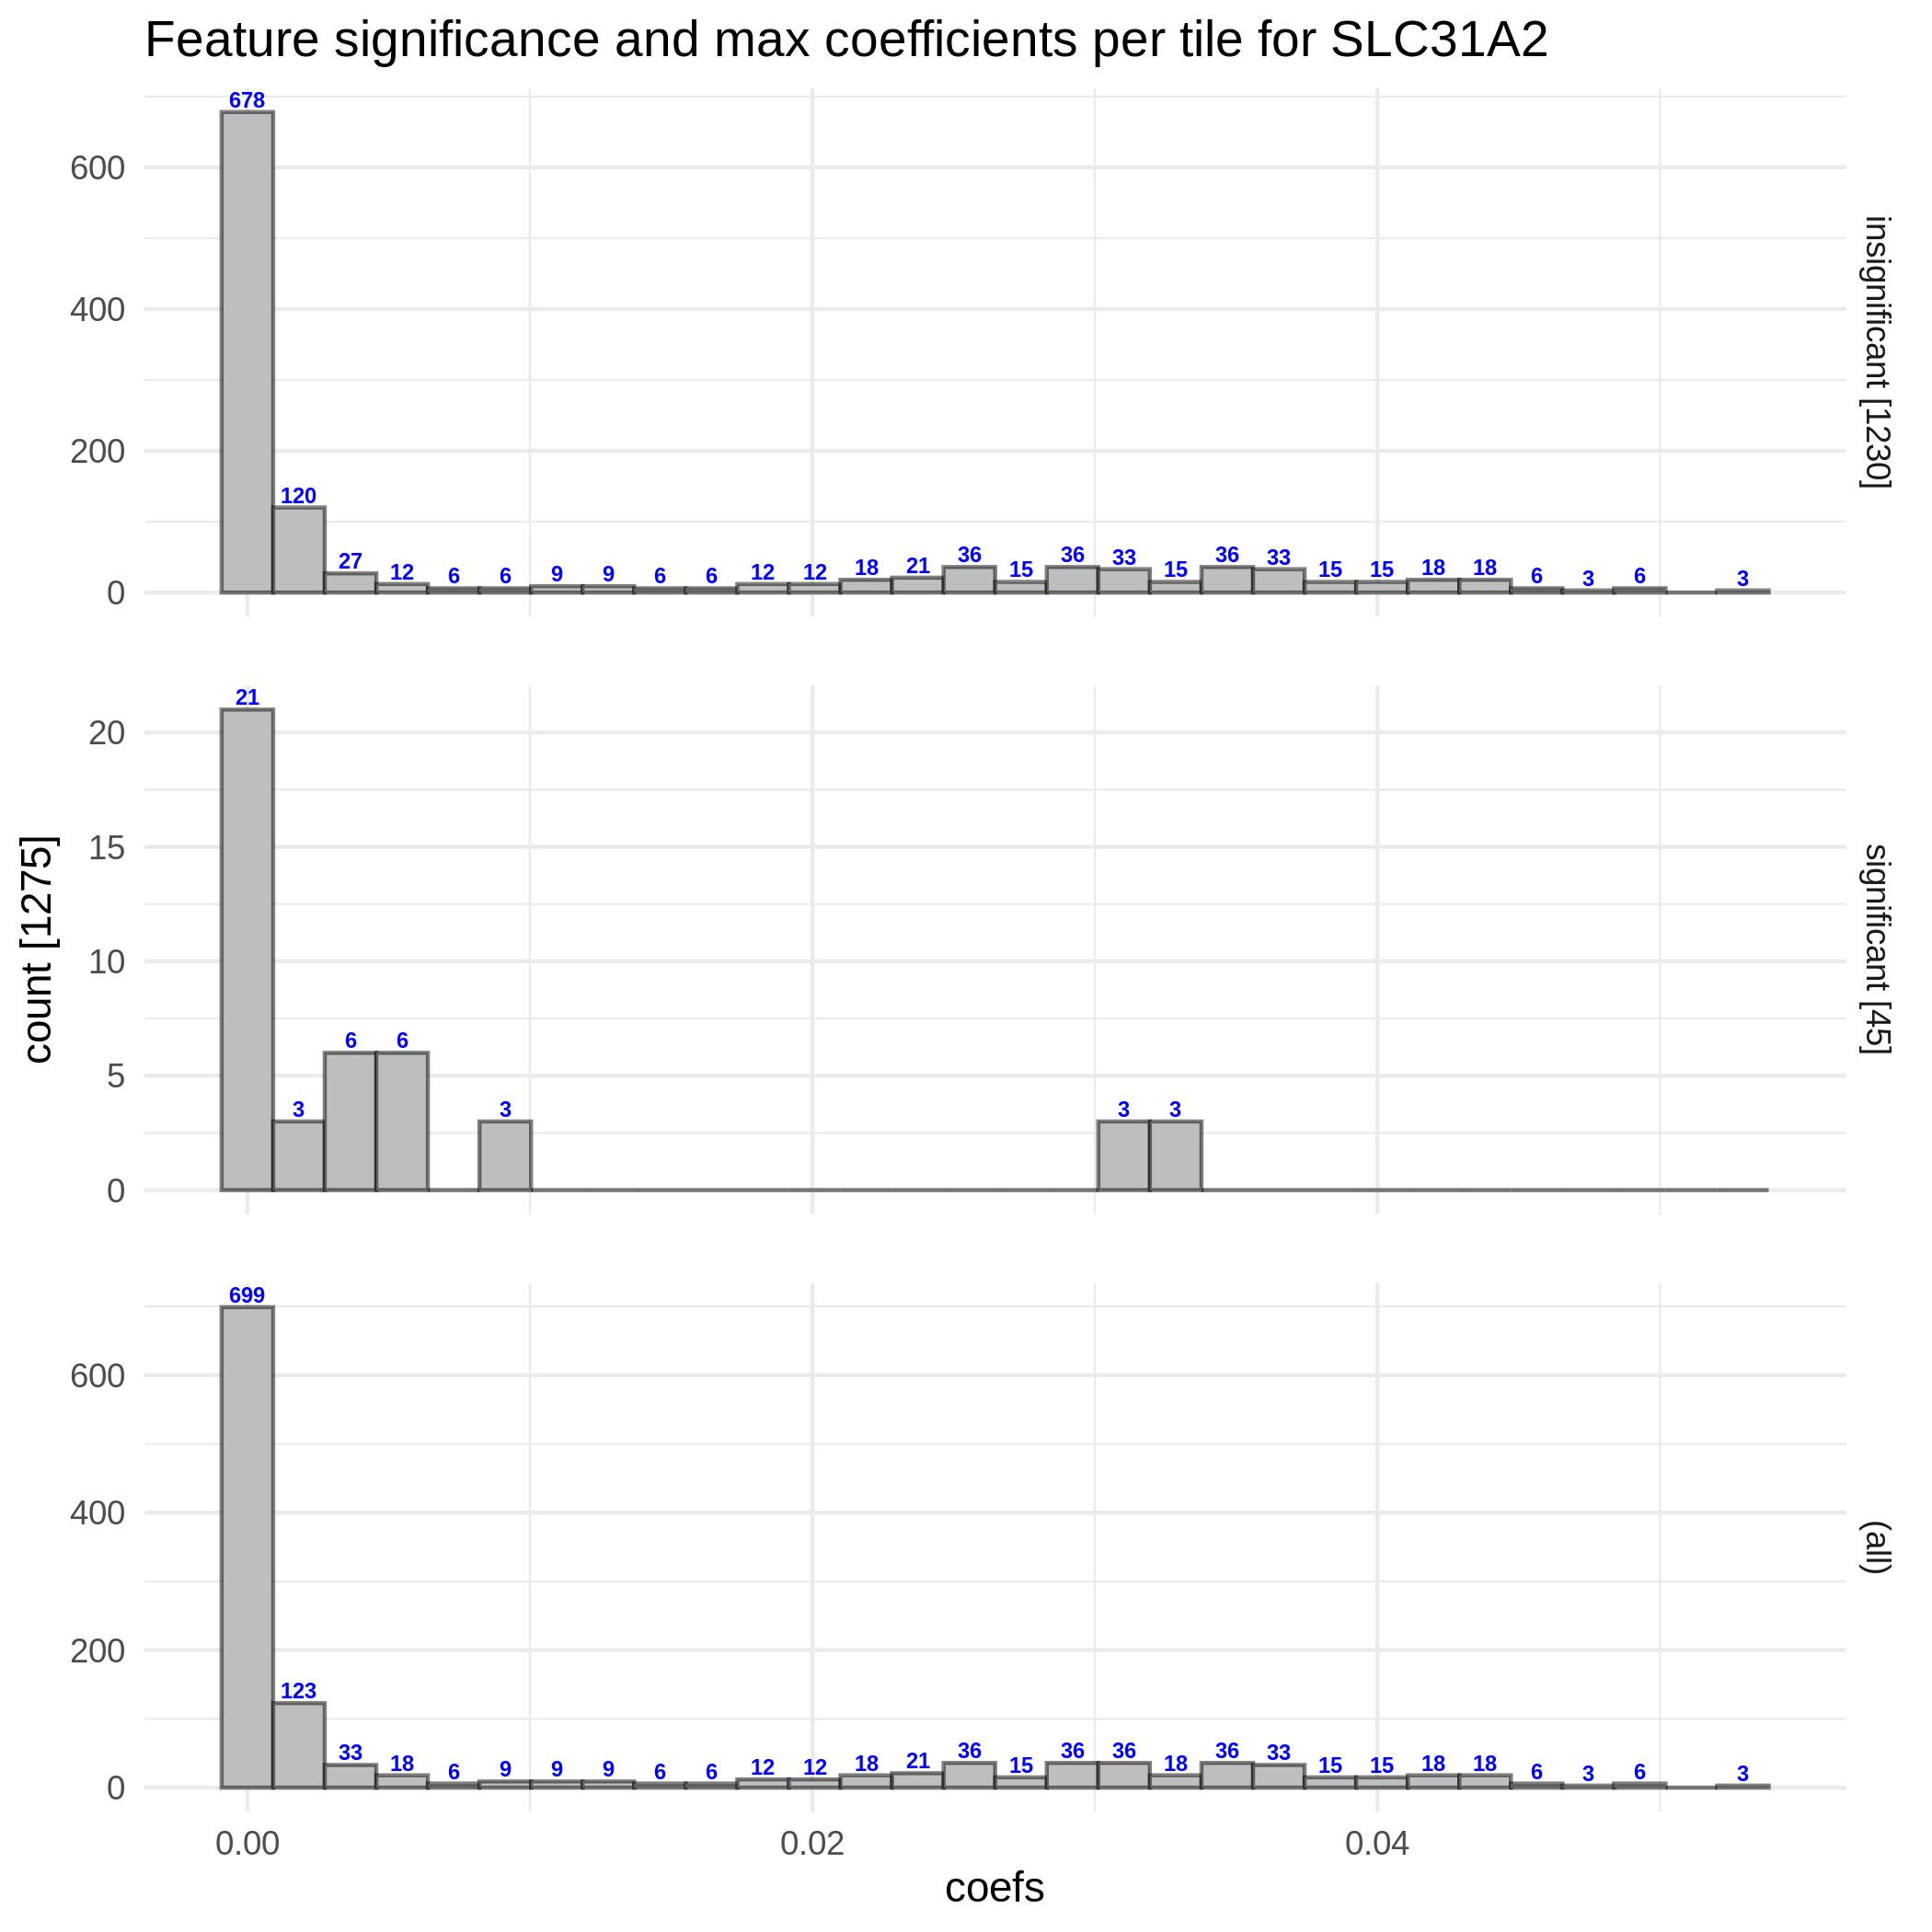 Feature significance and max coefficients per tile for SLC31A2
678
600
400
200
0
120 27 12 6 6 9 9 6 6 12 12 18 21 36 15 36 33 15 36 33 15 15 18 18 6 3 6 3
insignificant [1230]
21
20
15
10
5
0
3 6 6 3 3 3
significant [45]
count [1275]
699
600
400
200
0
123 33 18 6 9 9 9 6 6 12 12 18 21 36 15 36 36 18 36 33 15 15 18 18 6 3 6 3
(all)
0.00 0.02 0.04
coefs